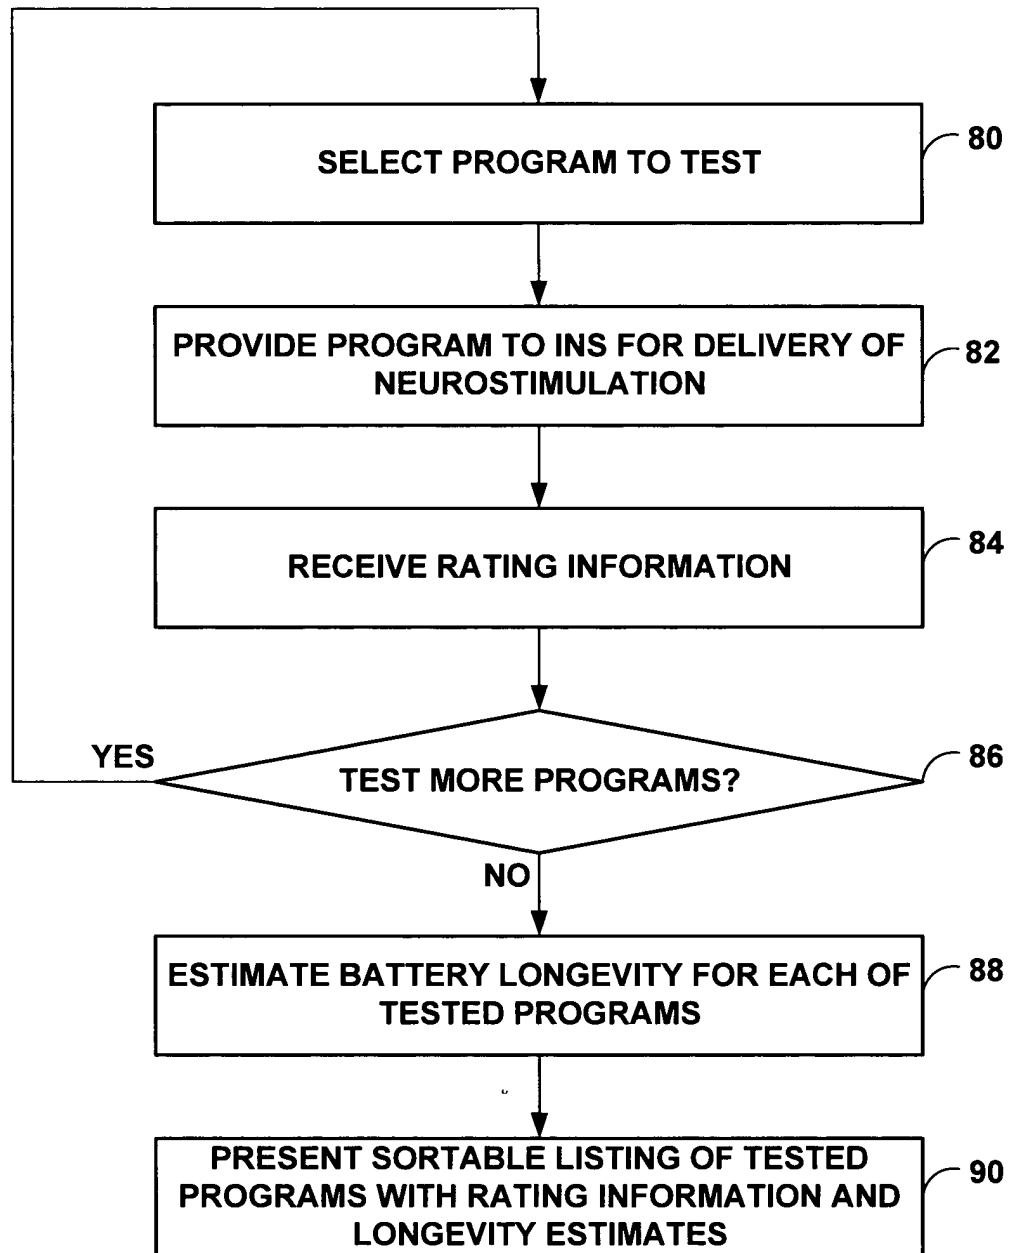 SELECT PROGRAM TO TEST
80
PROVIDE PROGRAM TO INS FOR DELIVERY OF
NEUROSTIMULATION
82
RECEIVE RATING INFORMATION
84
YES
TEST MORE PROGRAMS?
86
NO
ESTIMATE BATTERY LONGEVITY FOR EACH OF
TESTED PROGRAMS
88
PRESENT SORTABLE LISTING OF TESTED
PROGRAMS WITH RATING INFORMATION AND
LONGEVITY ESTIMATES
90